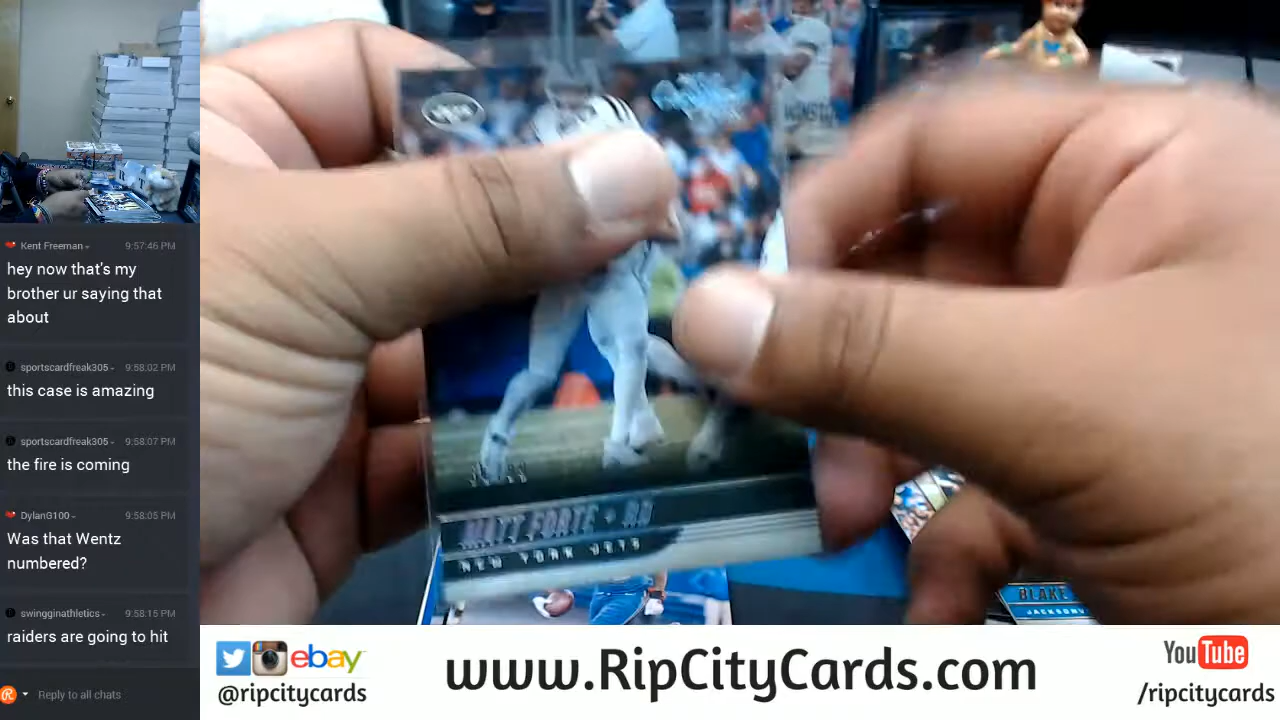 Kent Freeman
9:57:46 PM
hey now that's my
brother ur saying that
about
sportscardfreak305
9:58:02 PM
this case is amazing
sportscardfreak305
9:58:07 PM
the fire is coming
DylanG100
9:58:05 PM
Was that Wentz
numbered?
swingginathletics
9:58:15 PM
raiders are going to hit
Reply to all chats
WINSTON
MATT FORTE • RB
NEW YORK JETS
BLAKE
JACKSONV
ebay
@ripcitycards
www.RipCityCards.com
YouTube
/ripcitycards